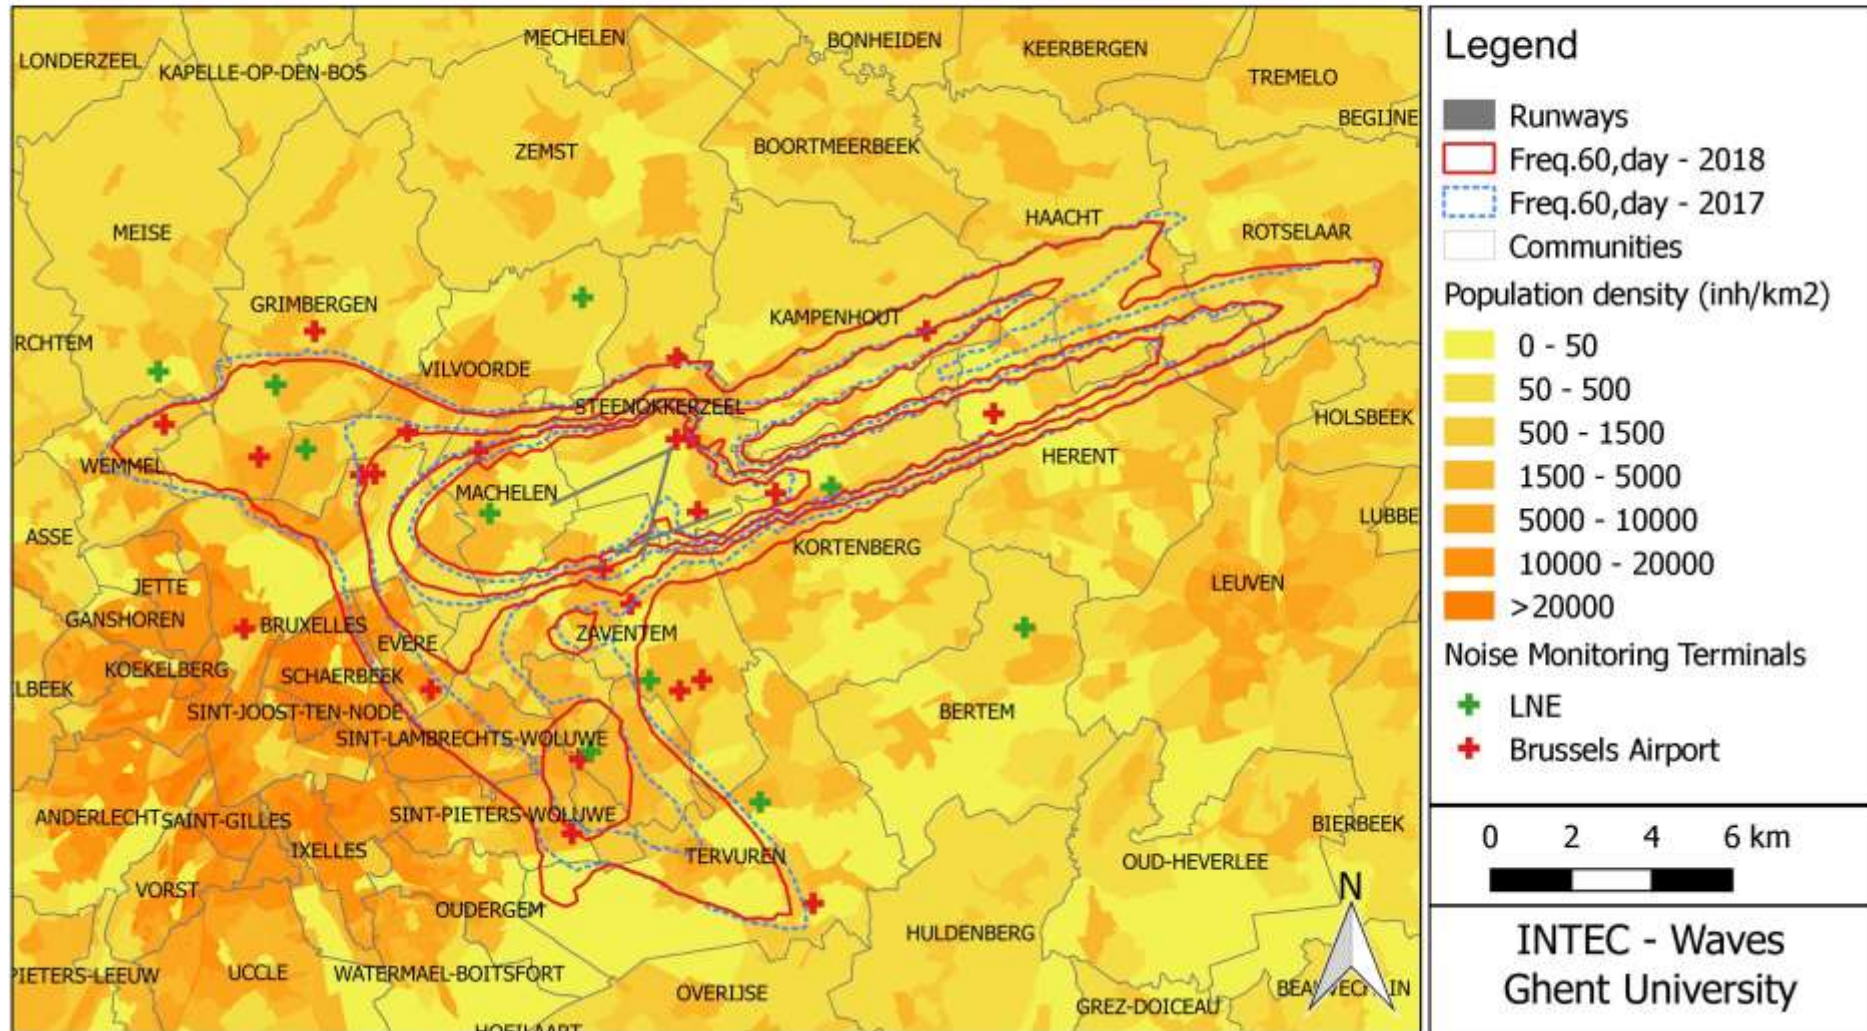 MECHELEN
BONHEIDEN
KEERBERGEN
LONDERZEEL
KAPELLE-OP-DEN-BOS
TREMELO
BEGIJNE
ZEMST
BOORTMEERBEEK
MEISE
HAACHT
ROTSELAAR
GRIMBERGEN
KAMPENHOUT
RCHTEM
VILVOORDE
STEENOKKERZEEL
HOLSBEEK
WEMMEL
HERENT
MACHELEN
ASSE
LUBBE
KORTENBERG
JETTE
LEUVEN
GANSHOREN
BRUXELLES
ZAVENTEM
EVERE
KOEKELBERG
SCHAERBEEK
LBEEK
SINT-JOOST-TEN-NODE
BERTEM
SINT-LAMBRECHTS-WOLUWE
ANDERLECHT
SAINT-GILLES
SINT-PIETERS-WOLUWE
BIERBEEK
IXELLES
TERVUREN
OUD-HEVERLEE
VORST
OUDERGEM
HULDENBERG
PIETERS-LEEUW
UCCLE
WATERMAEL-BOITSFORT
OVERIJSE
GREZ-DOICEAU
HOEILAART
Legend
Runways
Freq.60,day - 2018
Freq.60,day - 2017
Communities
Population density (inh/km2)
0 - 50
50 - 500
500 - 1500
1500 - 5000
5000 - 10000
10000 - 20000
>20000
Noise Monitoring Terminals
LNE
Brussels Airport
0 2 4 6 km
N
INTEC - Waves
Ghent University